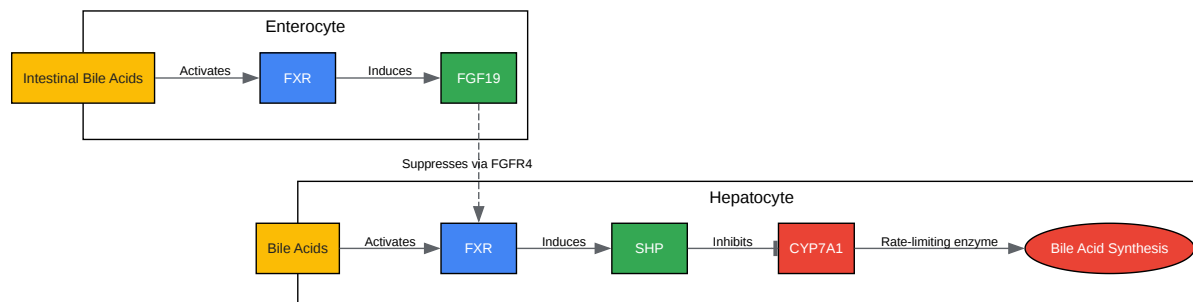 Enterocyte
Intestinal Bile Acids
Activates
FXR
Induces
FGF19
Suppresses via FGFR4
Hepatocyte
Bile Acids
Activates
FXR
Induces
SHP
Inhibits
CYP7A1
Rate-limiting enzyme
Bile Acid Synthesis